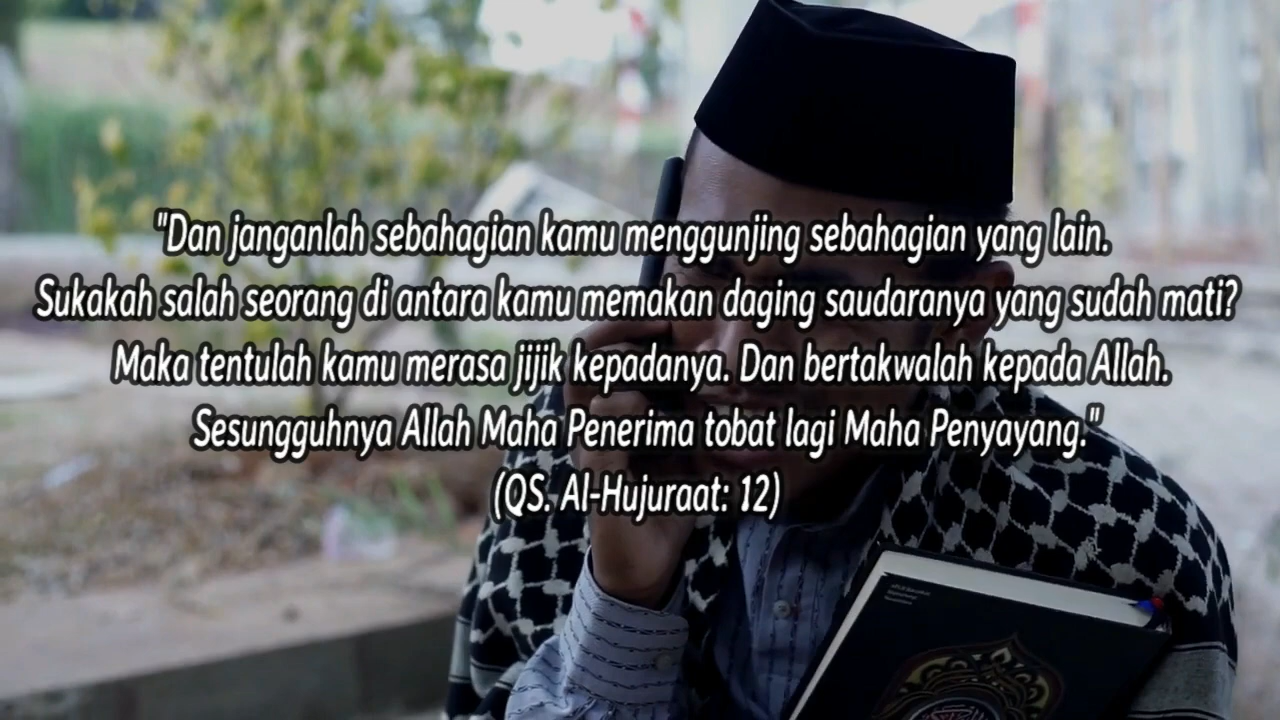 "Dan janganlah sebahagian kamu menggunjing sebahagian yang lain.
Sukakah salah seorang di antara kamu memakan daging saudaranya yang sudah mati?
Maka tentulah kamu merasa jijik kepadanya. Dan bertakwalah kepada Allah.
Sesungguhnya Allah Maha Penerima tobat lagi Maha Penyayang."
(QS. Al-Hujuraat: 12)